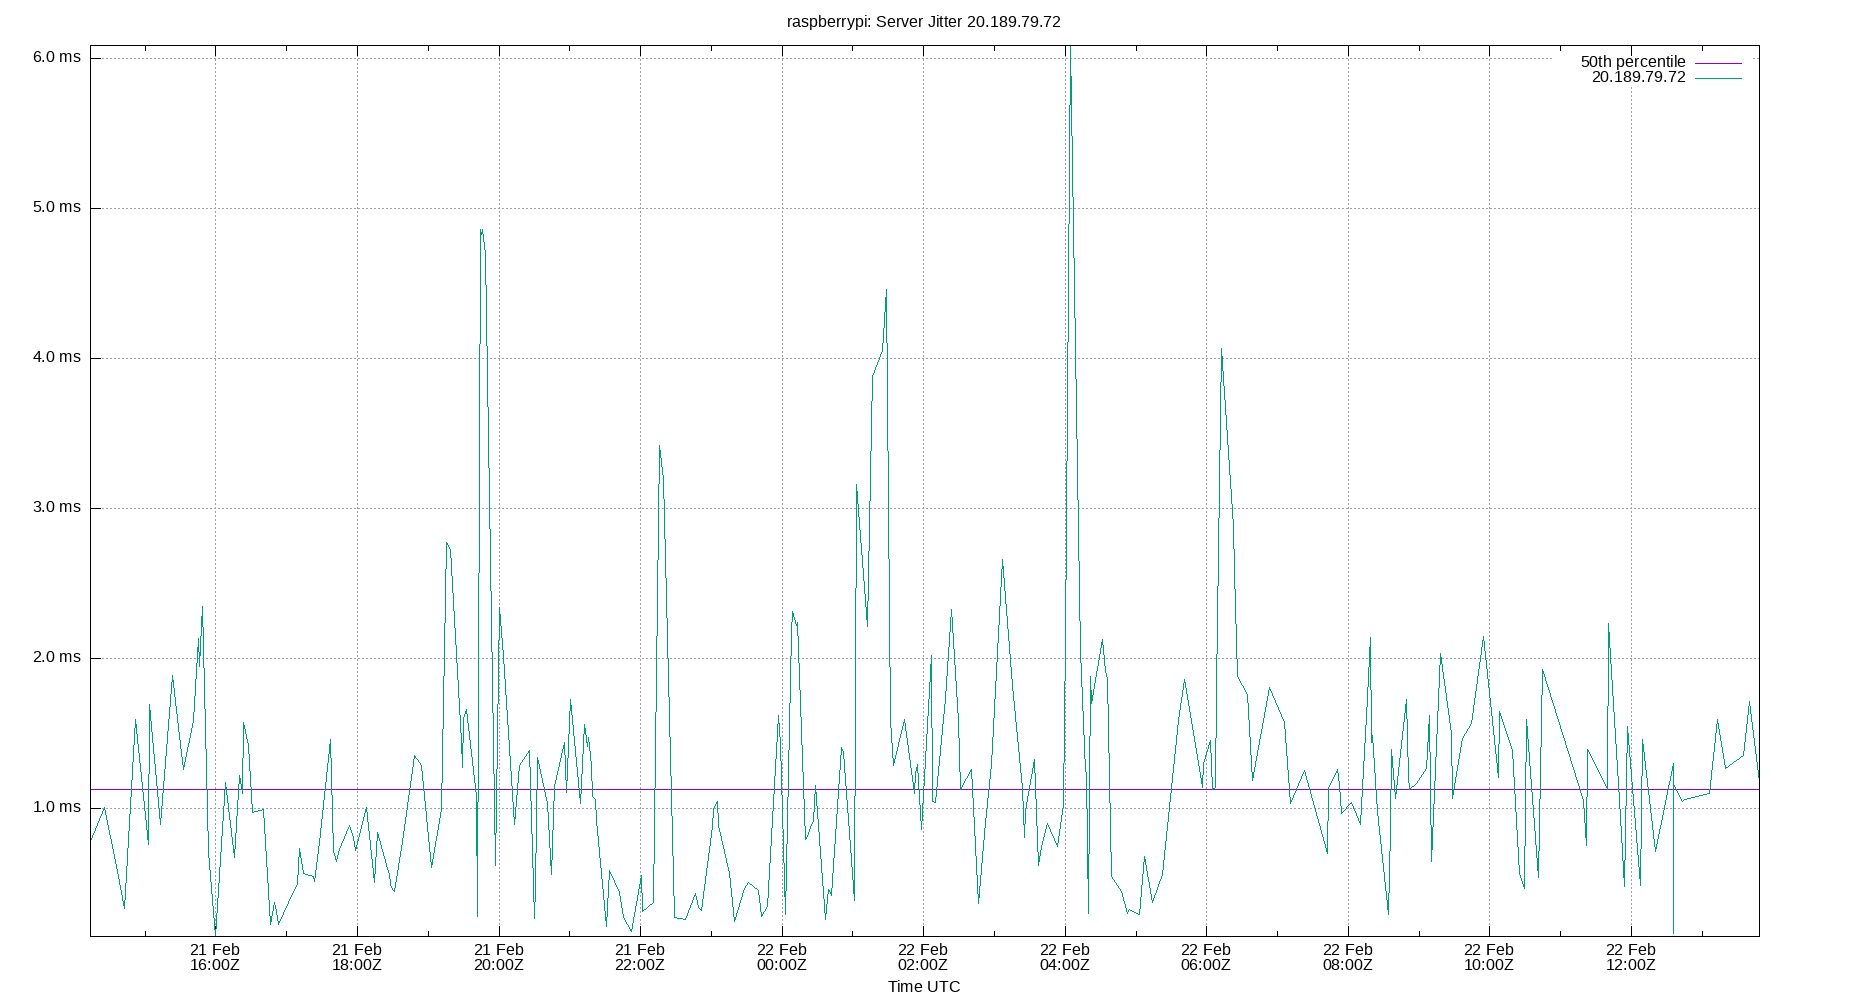 raspberrypi: Server Jitter 20.189.79.72
6.0 ms
5.0 ms
4.0 ms
3.0 ms
2.0 ms
1.0 ms
50th percentile
20.189.79.72
21 Feb
16:00Z
21 Feb
18:00Z
21 Feb
20:00Z
21 Feb
22:00Z
22 Feb
00:00Z
22 Feb
02:00Z
22 Feb
04:00Z
22 Feb
06:00Z
22 Feb
08:00Z
22 Feb
10:00Z
22 Feb
12:00Z
Time UTC